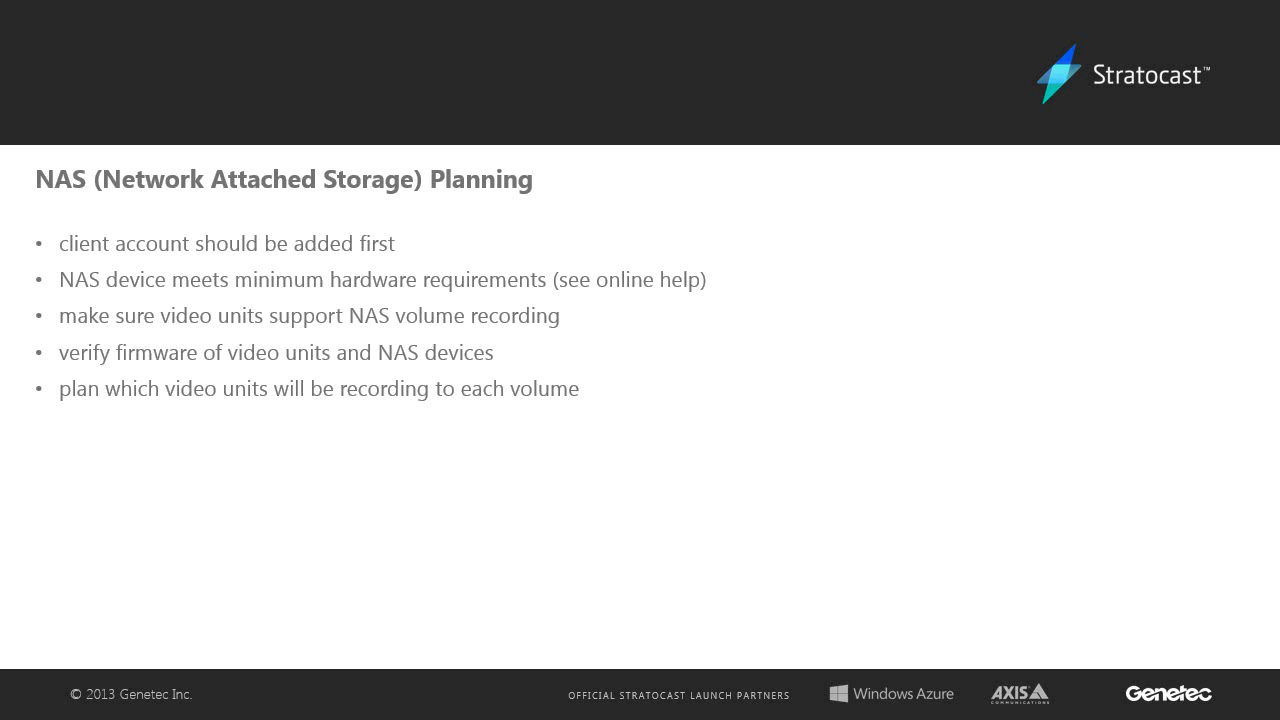 Stratocast™
NAS (Network Attached Storage) Planning
• client account should be added first
• NAS device meets minimum hardware requirements (see online help)
• make sure video units support NAS volume recording
• verify firmware of video units and NAS devices
• plan which video units will be recording to each volume
© 2013 Genetec Inc.
OFFICIAL STRATOCAST LAUNCH PARTNERS
Windows Azure
AXIS
COMMUNICATIONS
Genetec